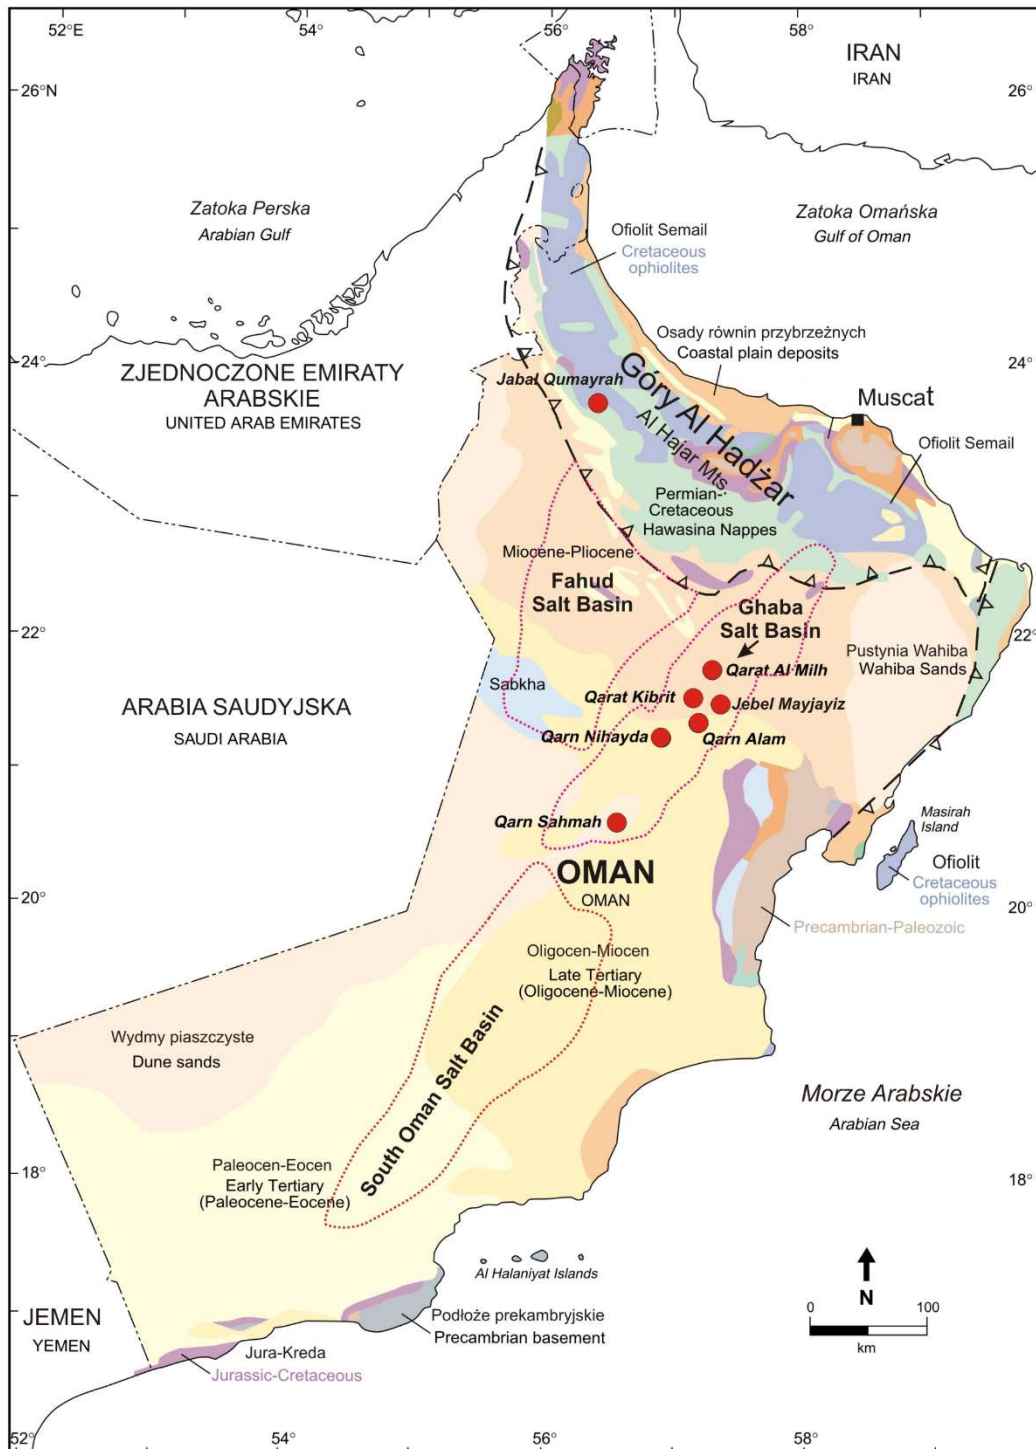 52°E
54°
56°
58°
26°N
26°
IRAN
IRAN
Zatoka Perska
Arabian Gulf
Ofiolit Semail
Cretaceous
ophiolites
Zatoka Omańska
Gulf of Oman
Osady równin przybrzeżnych
Coastal plain deposits
24°
24°
ZJEDNOCZONE EMIRATY
ARABSKIE
UNITED ARAB EMIRATES
Jabal Qumayrah
Góry Al Hadżar
Al Hajar Mts.
Muscat
Ofiolit Semail
Permian-
Cretaceous
Hawasina Nappes
Miocene-Pliocene
Fahud
Salt Basin
Ghaba
Salt Basin
22°
22°
Pustynia Wahiba
Wahiba Sands
Qarat Al Milh
Sabkha
Qarat Kibrit
Jebel Mayjayiz
ARABIA SAUDYJSKA
SAUDI ARABIA
Qarn Nihayda
Qarn Alam
Qarn Sahmah
Masirah
Island
OMAN
OMAN
Ofiolit
Cretaceous
ophiolites
20°
20°
Precambrian-Paleozoic
Oligocen-Miocen
Late Tertiary
(Oligocene-Miocene)
Wydmy piaszczyste
Dune sands
South Oman Salt Basin
Morze Arabskie
Arabian Sea
Paleocen-Eocen
Early Tertiary
(Paleocene-Eocene)
18°
18°
Al Halaniyat Islands
N
0
100
km
JEMEN
YEMEN
Podłoże prekambryjskie
Precambrian basement
Jura-Kreda
Jurassic-Cretaceous
52°
54°
56°
58°